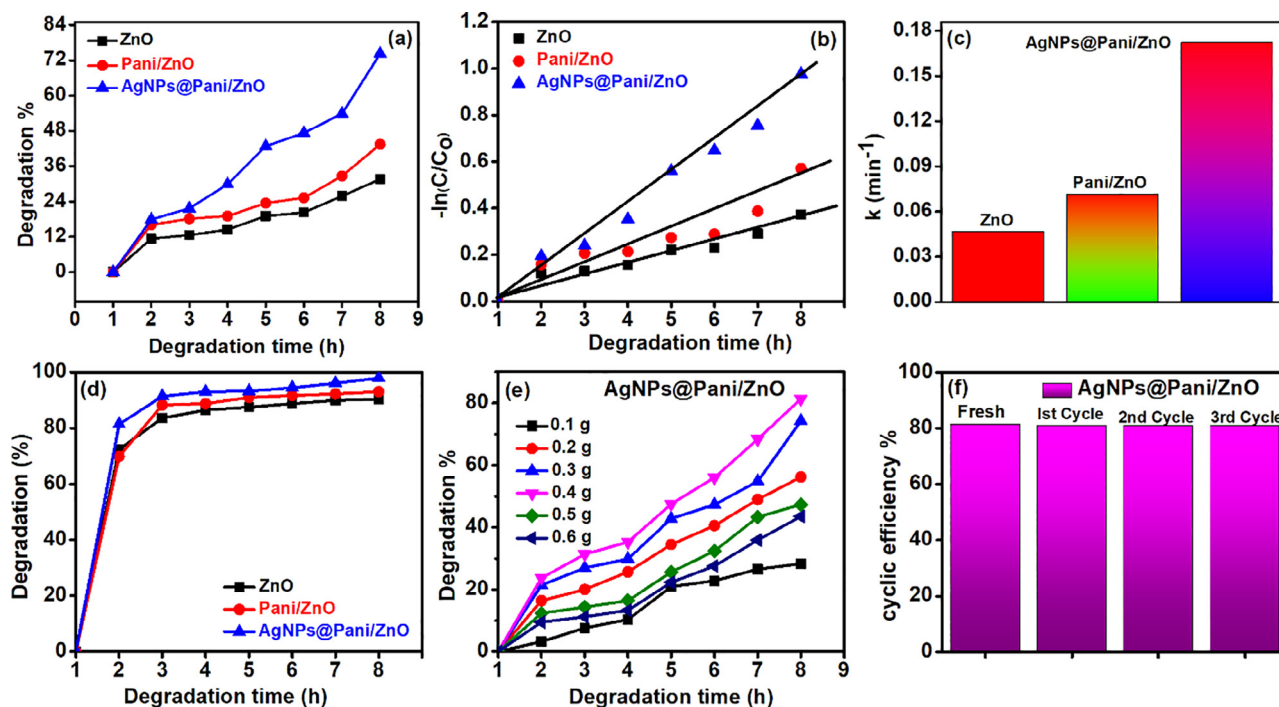 (a)
Degradation %
84
72
60
48
36
24
12
0
ZnO
Pani/ZnO
AgNPs@Pani/ZnO
0 1 2 3 4 5 6 7 8 9
Degradation time (h)
(b)
-ln(C/C₀)
1.2
1.0
0.8
0.6
0.4
0.2
0.0
ZnO
Pani/ZnO
AgNPs@Pani/ZnO
1 2 3 4 5 6 7 8 9
Degradation time (h)
(c)
k (min⁻¹)
0.18
0.15
0.12
0.09
0.06
0.03
0.00
AgNPs@Pani/ZnO
Pani/ZnO
ZnO
(d)
Degradation (%)
100
80
60
40
20
0
ZnO
Pani/ZnO
AgNPs@Pani/ZnO
1 2 3 4 5 6 7 8 9
Degradation time (h)
(e)
AgNPs@Pani/ZnO
Degradation %
80
60
40
20
0
0.1 g
0.2 g
0.3 g
0.4 g
0.5 g
0.6 g
1 2 3 4 5 6 7 8 9
Degradation time (h)
(f)
AgNPs@Pani/ZnO
cyclic efficiency %
100
80
60
40
20
0
Fresh Ist Cycle 2nd Cycle 3rd Cycle